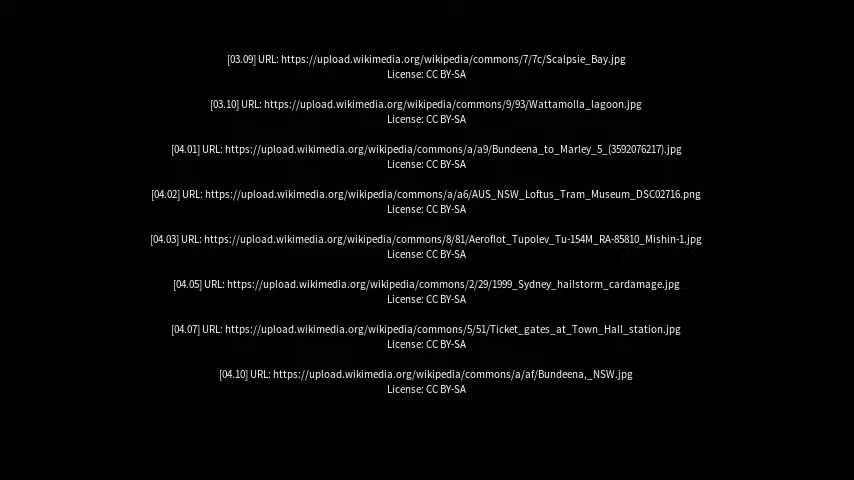 [03.09] URL: https://upload.wikimedia.org/wikipedia/commons/7/7c/Scalpsie_Bay.jpg
License: CC BY-SA
[03.10] URL: https://upload.wikimedia.org/wikipedia/commons/9/93/Wattamolla_lagoon.jpg
License: CC BY-SA
[04.01] URL: https://upload.wikimedia.org/wikipedia/commons/a/a9/Bundeena_to_Marley_5_(3592076217).jpg
License: CC BY-SA
[04.02] URL: https://upload.wikimedia.org/wikipedia/commons/a/a6/AUS_NSW_Loftus_Tram_Museum_DSC02716.png
License: CC BY-SA
[04.03] URL: https://upload.wikimedia.org/wikipedia/commons/8/81/Aeroflot_Tupolev_Tu-154M_RA-85810_Mishin-1.jpg
License: CC BY-SA
[04.05] URL: https://upload.wikimedia.org/wikipedia/commons/2/29/1999_Sydney_hailstorm_cardamage.jpg
License: CC BY-SA
[04.07] URL: https://upload.wikimedia.org/wikipedia/commons/5/51/Ticket_gates_at_Town_Hall_station.jpg
License: CC BY-SA
[04.10] URL: https://upload.wikimedia.org/wikipedia/commons/a/af/Bundeena,_NSW.jpg
License: CC BY-SA